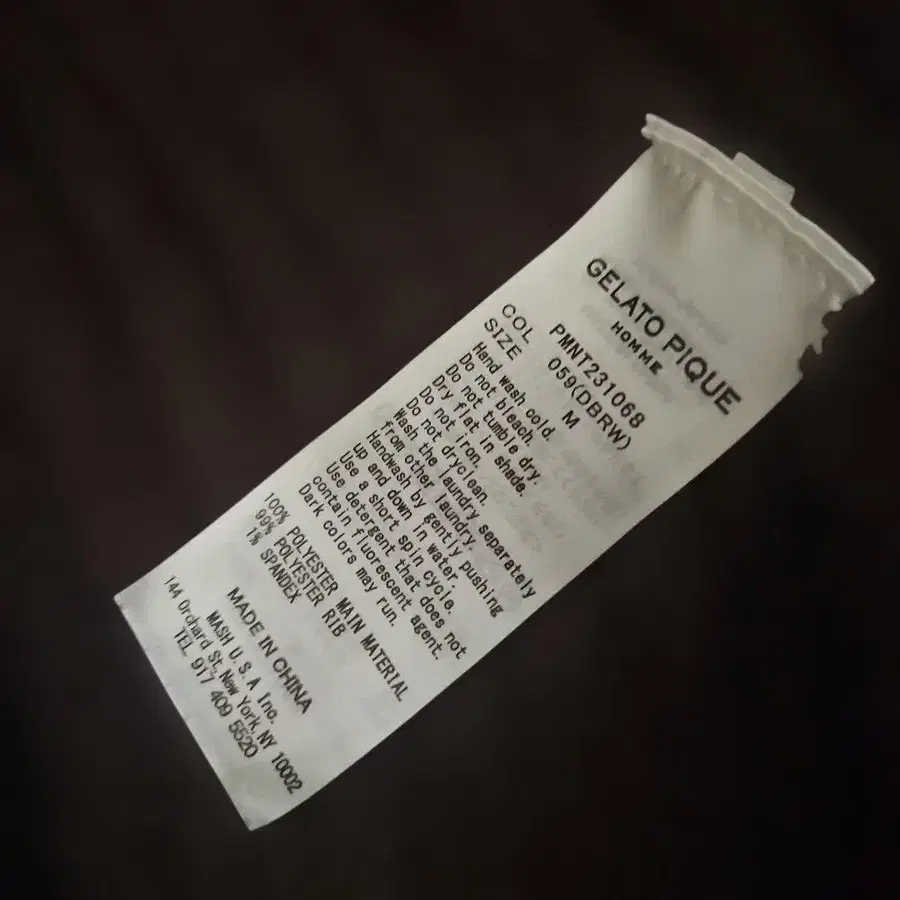 GELATO PIQUE
HOMME
PMNT231068
COL 059(DBRW)
SIZE M
Hand wash cold.
Do not bleach.
Do not tumble dry.
Dry flat in shade.
Do not iron.
Do not dryclean.
Wash the laundry separately
from other laundry.
Handwash by gently pushing
up and down in water.
Use a short spin cycle.
Use detergent that does not
contain fluorescent agent.
Dark colors may run.
100% POLYESTER MAIN MATERIAL
99% POLYESTER RIB
1% SPANDEX
MADE IN CHINA
MASH U.S.A Inc.
144 Orchard St., New York, NY 10002
TEL. 917 409 5520